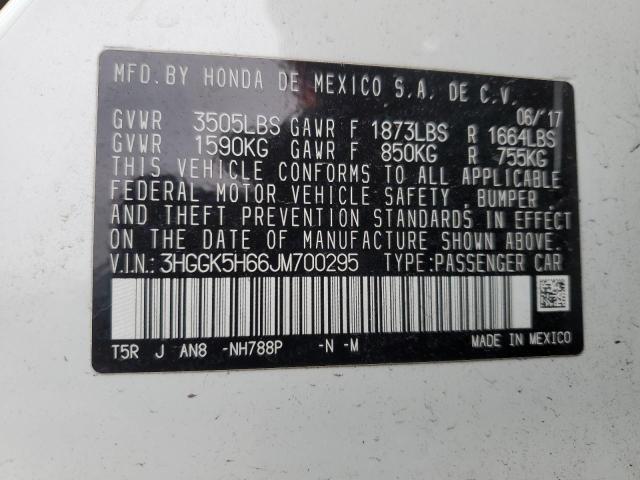 MFD. BY HONDA DE MEXICO S.A. DE C.V.
06/'17
GVWR 3505LBS GAWR F 1873LBS R 1664LBS
GVWR 1590KG GAWR F 850KG R 755KG
THIS VEHICLE CONFORMS TO ALL APPLICABLE
FEDERAL MOTOR VEHICLE SAFETY, BUMPER,
AND THEFT PREVENTION STANDARDS IN EFFECT
ON THE DATE OF MANUFACTURE SHOWN ABOVE.
V.I.N.: 3HGGK5H66JM700295 TYPE:PASSENGER CAR
T5R J AN8 -NH788P -N -M MADE IN MEXICO